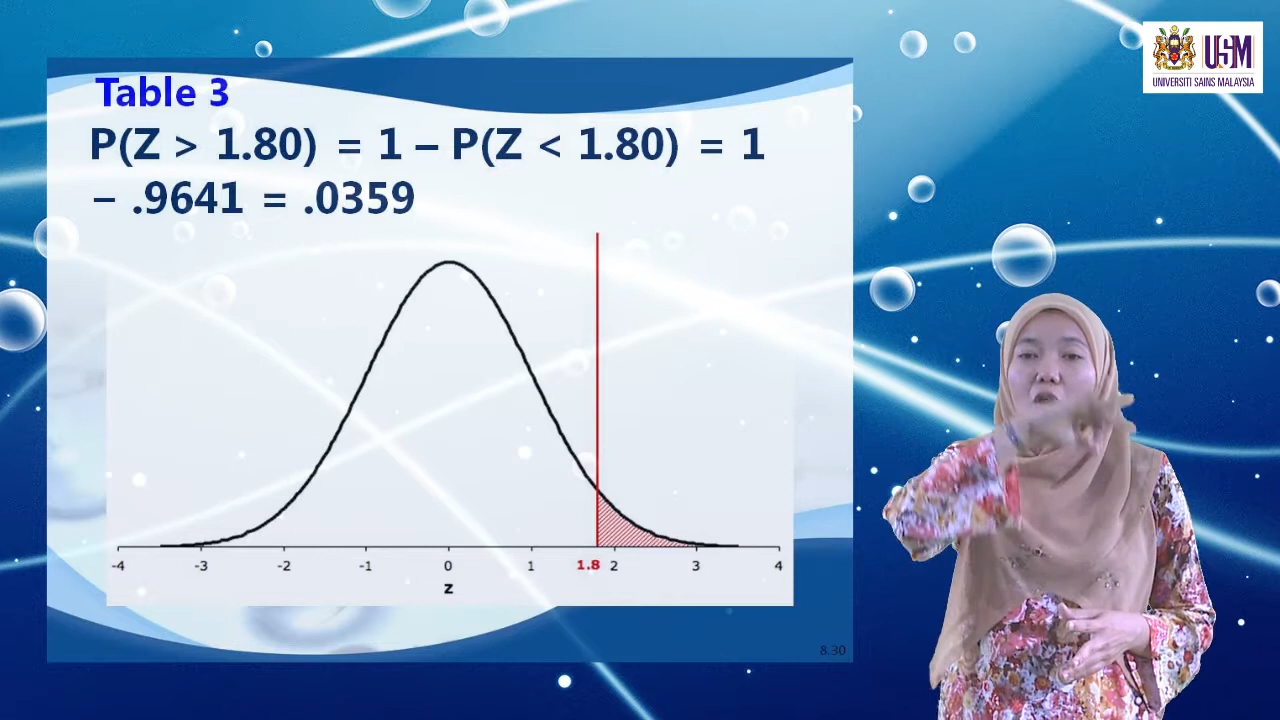 USM
UNIVERSITI SAINS MALAYSIA
Table 3
P(Z > 1.80) = 1 – P(Z < 1.80) = 1
– .9641 = .0359
-4 -3 -2 -1 0 1 1.8 2 3 4
z
8.30